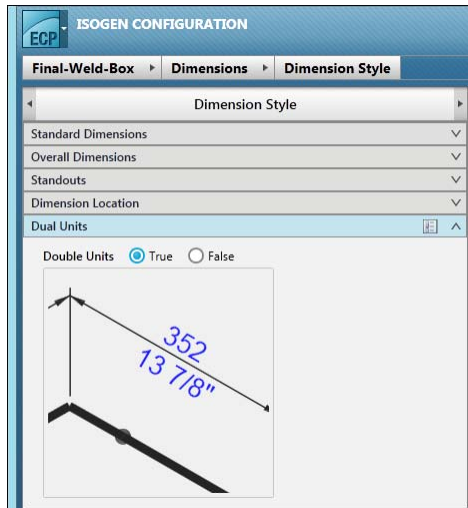 ECP
ISOGEN CONFIGURATION
Final-Weld-Box Dimensions Dimension Style
Dimension Style
Standard Dimensions
Overall Dimensions
Standouts
Dimension Location
Dual Units
Double Units True False
352
13 7/8"